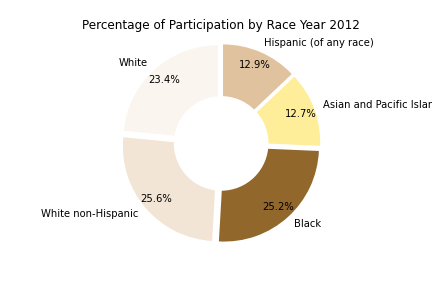 Percentage of Participation by Race Year 2012
Hispanic (of any race)
12.9%
White
23.4%
Asian and Pacific Islan
12.7%
25.6%
White non-Hispanic
25.2%
Black